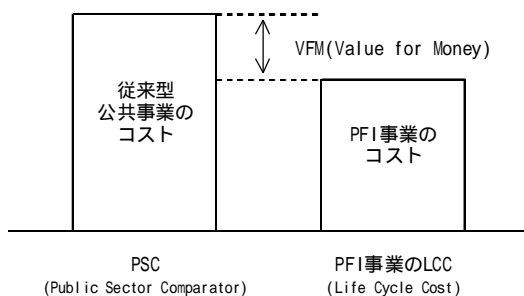 VFM(Value for Money)
従来型
公共事業の
コスト
PFI事業の
コスト
PSC
(Public Sector Comparator)
PFI事業のLCC
(Life Cycle Cost)